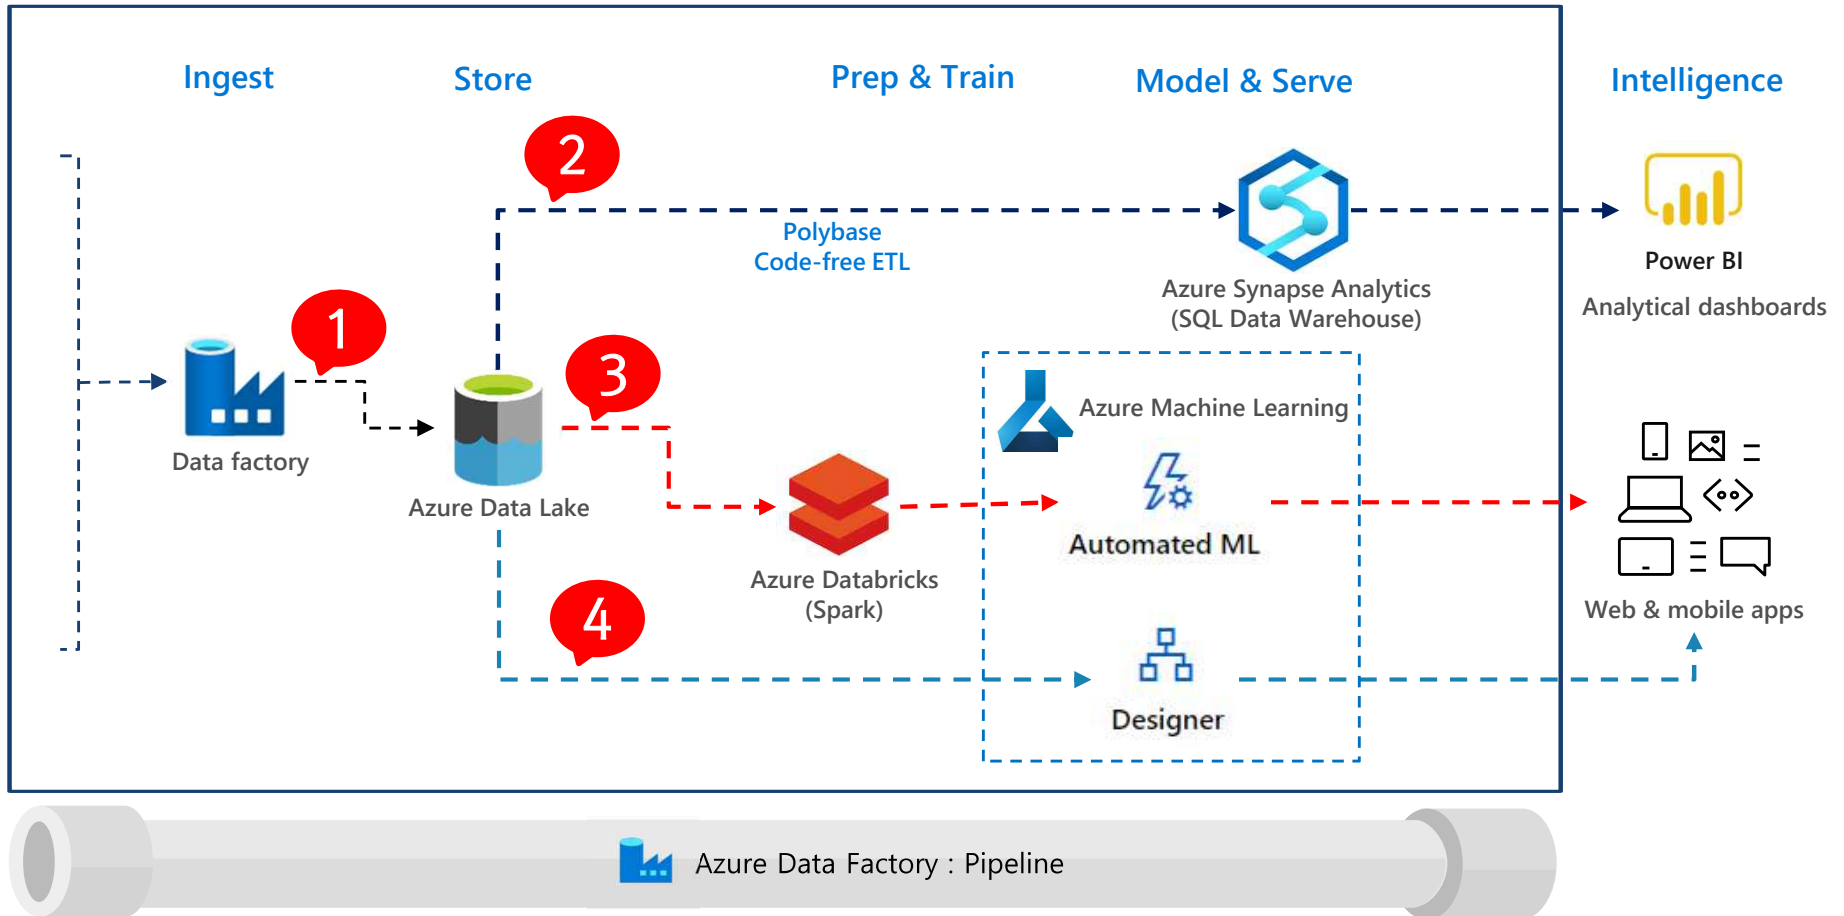 Ingest
Store
Prep & Train
Model & Serve
Intelligence
2
Polybase
Code-free ETL
Azure Synapse Analytics
(SQL Data Warehouse)
Power BI
Analytical dashboards
1
Data factory
3
Azure Data Lake
Azure Databricks
(Spark)
Azure Machine Learning
Automated ML
Web & mobile apps
4
Designer
Azure Data Factory : Pipeline